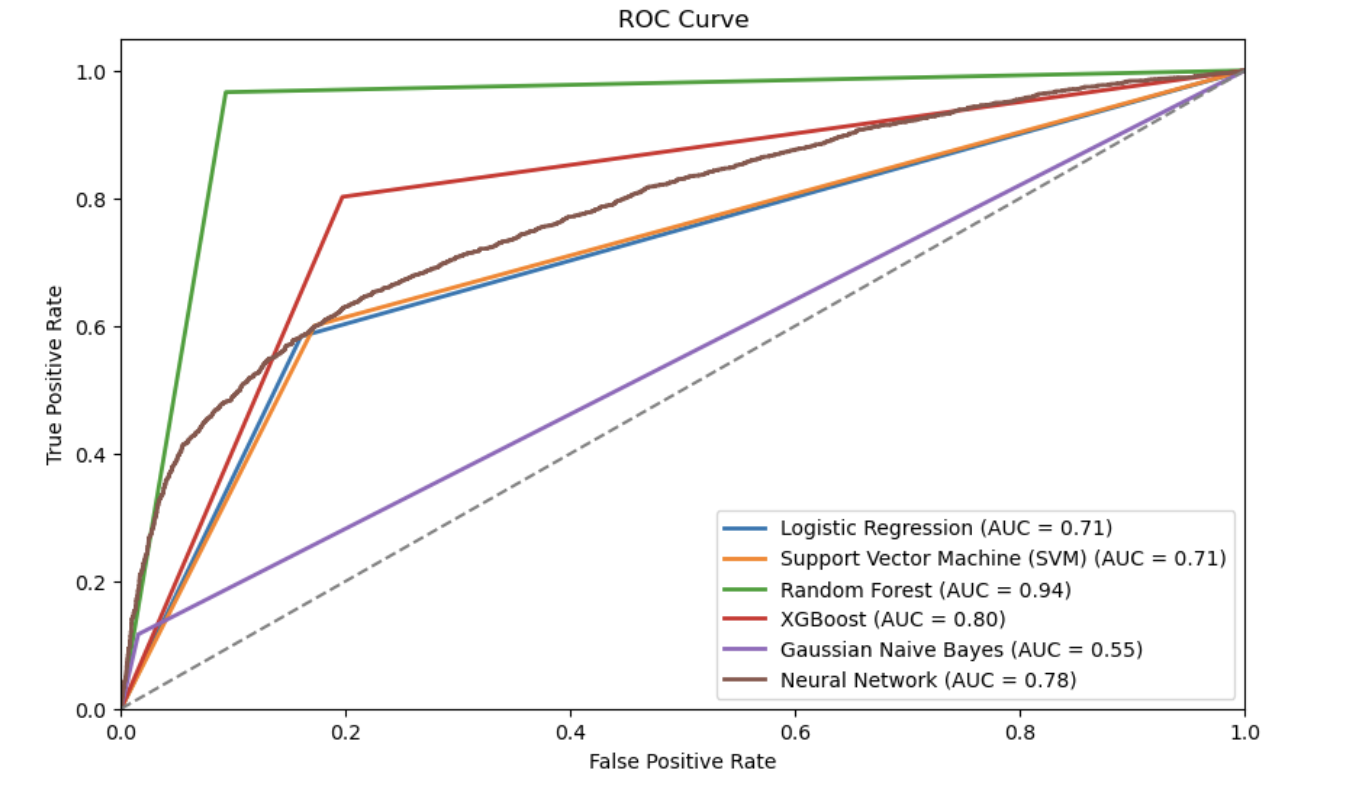 ROC Curve
True Positive Rate
1.0
0.8
0.6
0.4
0.2
0.0
0.0 0.2 0.4 0.6 0.8 1.0
False Positive Rate
Logistic Regression (AUC = 0.71)
Support Vector Machine (SVM) (AUC = 0.71)
Random Forest (AUC = 0.94)
XGBoost (AUC = 0.80)
Gaussian Naive Bayes (AUC = 0.55)
Neural Network (AUC = 0.78)